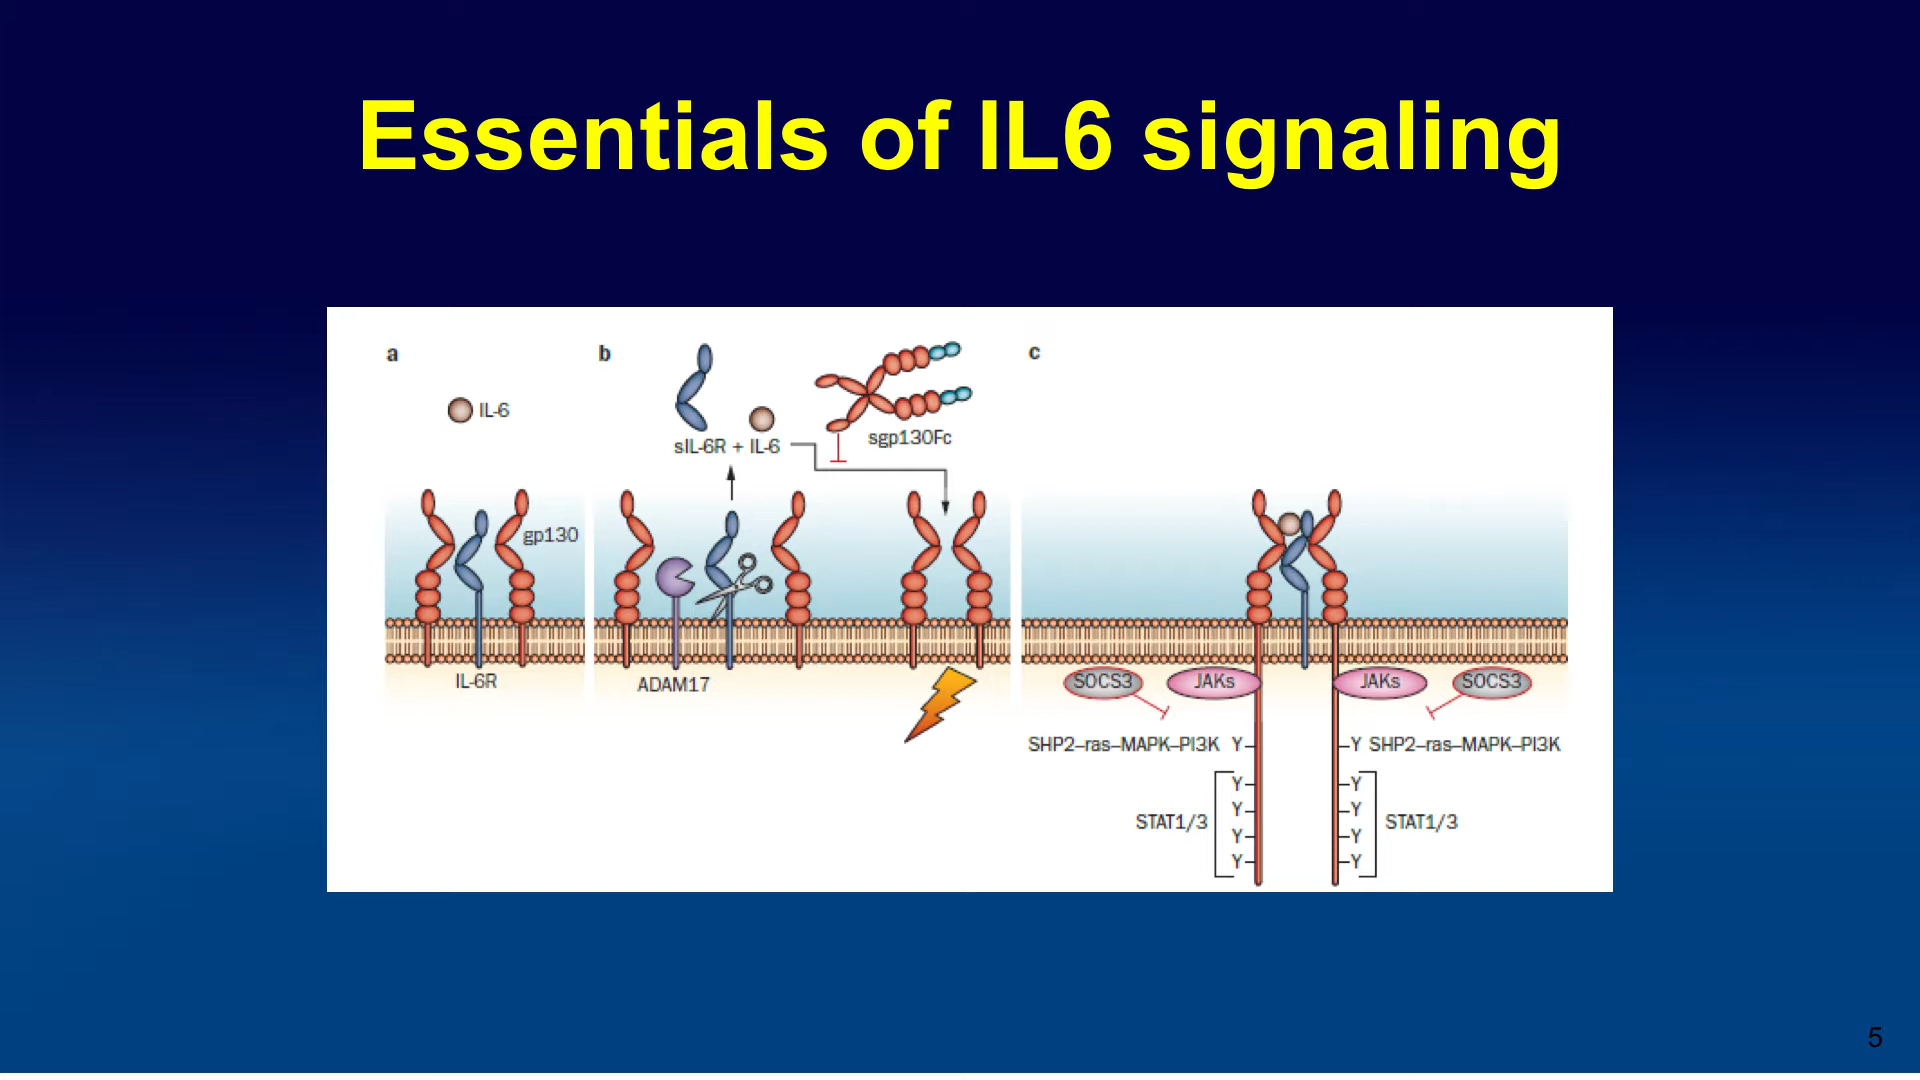 Essentials of IL6 signaling
a
IL-6
gp130
IL-6R
b
sIL-6R + IL-6
sgp130Fc
ADAM17
c
SOCS3
JAKs
JAKs
SOCS3
SHP2–ras–MAPK–PI3K Y
Y SHP2–ras–MAPK–PI3K
Y
Y
Y
Y
STAT1/3
Y
Y
Y
Y
STAT1/3
5